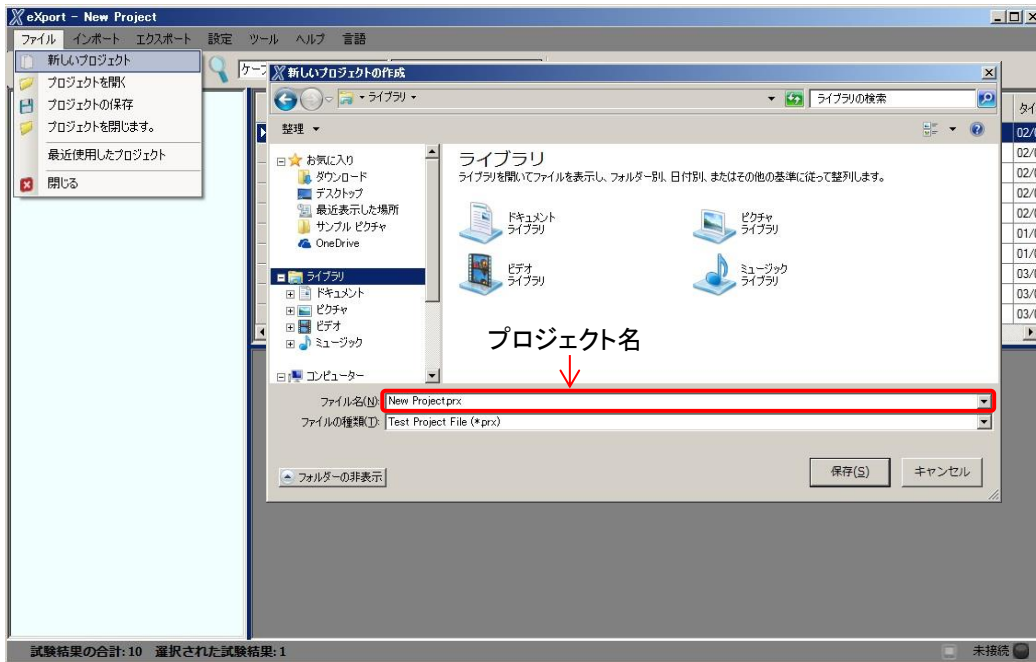 eXport - New Project
ファイル インポート エクスポート 設定 ツール ヘルプ 言語
新しいプロジェクト
プロジェクトを開く
プロジェクトの保存
プロジェクトを閉じます。
最近使用したプロジェクト
閉じる
新しいプロジェクトの作成
ライブラリ
ライブラリの検索
整理
お気に入り
ダウンロード
デスクトップ
最近表示した場所
サンプル ピクチャ
OneDrive
ライブラリ
ドキュメント
ピクチャ
ビデオ
ミュージック
コンピューター
ライブラリ
ライブラリを開いてファイルを表示し、フォルダー別、日付別、またはその他の基準に従って整列します。
ドキュメント
ライブラリ
ピクチャ
ライブラリ
ビデオ
ライブラリ
ミュージック
ライブラリ
プロジェクト名
ファイル名(N): New Project.prx
ファイルの種類(T): Test Project File (*.prx)
フォルダーの非表示
保存(S) キャンセル
02/
02/
02/
02/
02/
01/
01/
03/
03/
03/
試験結果の合計: 10 選択された試験結果: 1
未接続